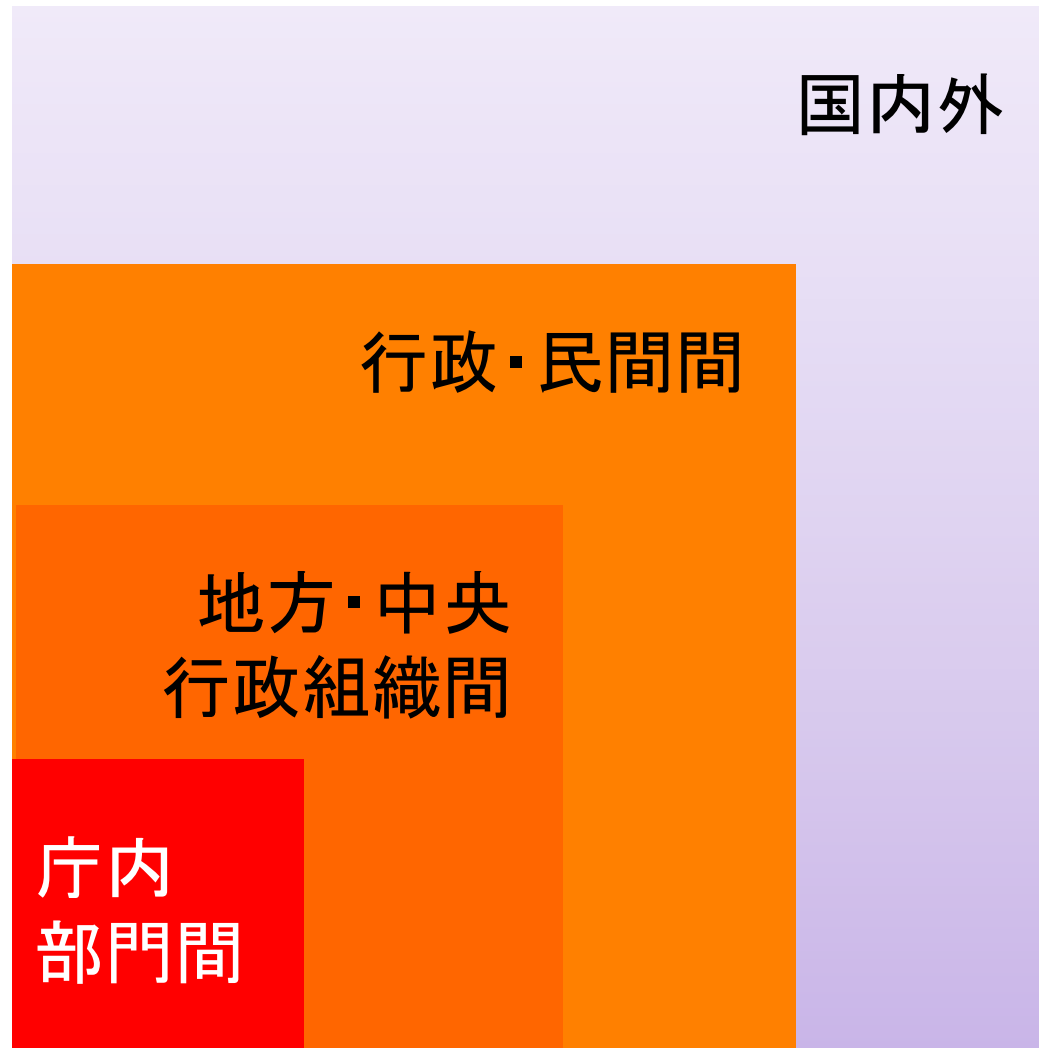 国内外
行政・民間間
地方・中央
行政組織間
庁内
部門間